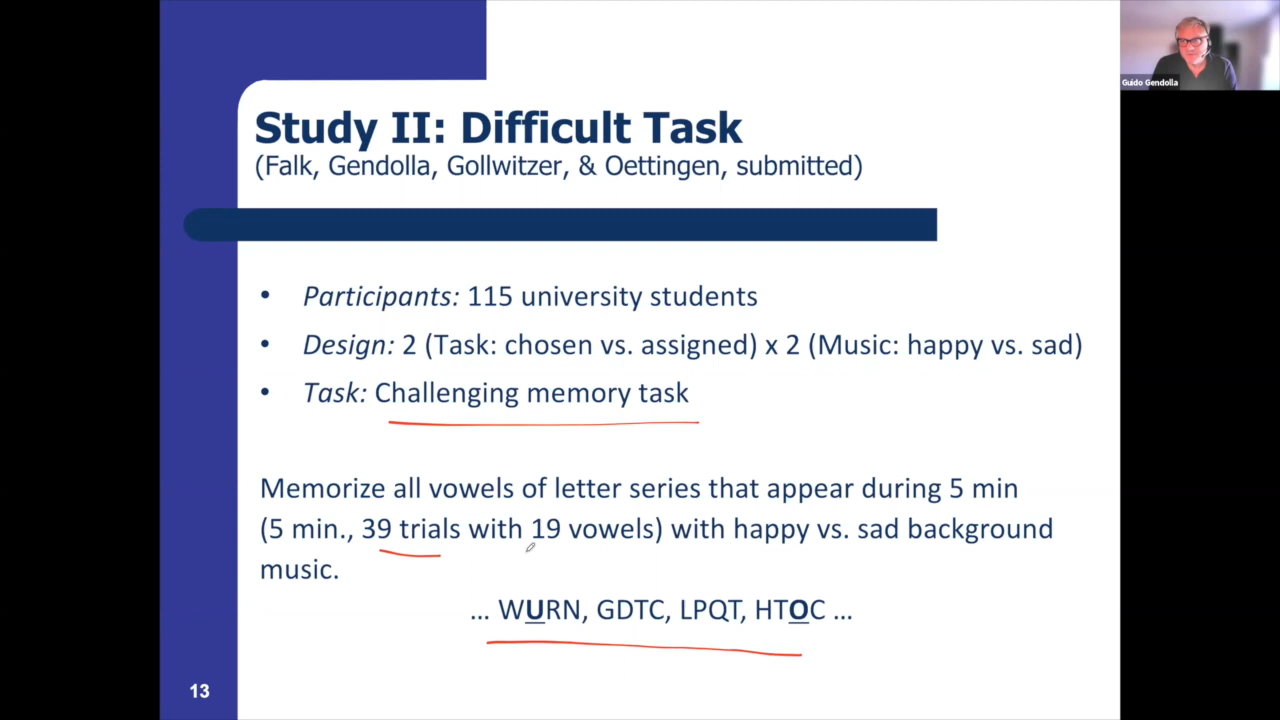 Guido Gendolla
Study II: Difficult Task
(Falk, Gendolla, Gollwitzer, & Oettingen, submitted)
• Participants: 115 university students
• Design: 2 (Task: chosen vs. assigned) x 2 (Music: happy vs. sad)
• Task: Challenging memory task
Memorize all vowels of letter series that appear during 5 min
(5 min., 39 trials with 19 vowels) with happy vs. sad background
music.
... WURN, GDTC, LPQT, HTOC ...
13